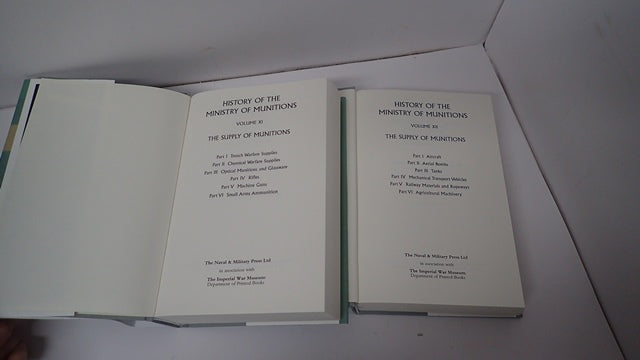 HISTORY OF THE
MINISTRY OF MUNITIONS
VOLUME XI
THE SUPPLY OF MUNITIONS
Part I Trench Warfare Supplies
Part II Chemical Warfare Supplies
Part III Optical Munitions and Glassware
Part IV Rifles
Part V Machine Guns
Part VI Small Arms Ammunition
The Naval & Military Press Ltd
in association with
The Imperial War Museum
Department of Printed Books
HISTORY OF THE
MINISTRY OF MUNITIONS
VOLUME XII
THE SUPPLY OF MUNITIONS
Part I Aircraft
Part II Aerial Bombs
Part III Tanks
Part IV Mechanical Transport Vehicles
Part V Railway Materials and Ropeways
Part VI Agricultural Machinery
The Naval & Military Press Ltd
in association with
The Imperial War Museum
Department of Printed Books